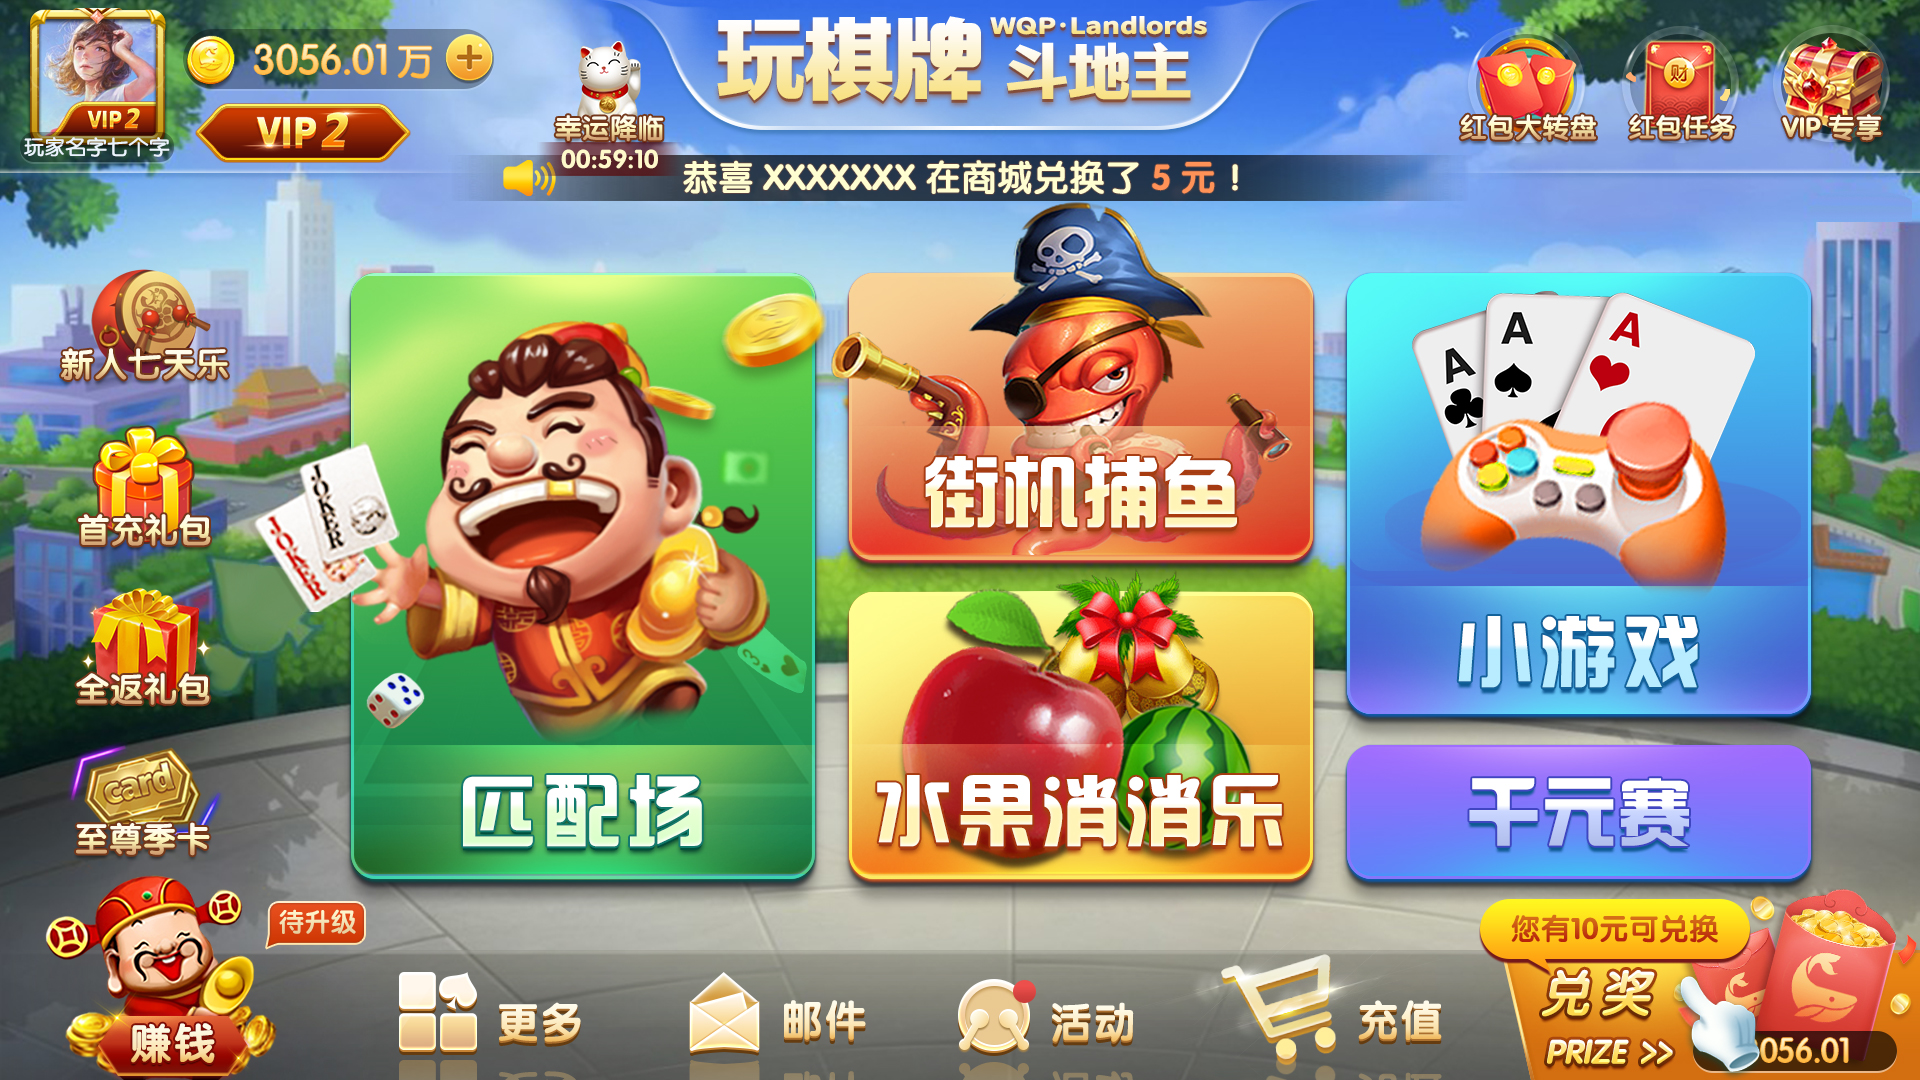 VIP 2
玩家名字七个字
3056.01万
VIP 2
幸运降临
00:59:10
玩棋牌
WQP·Landlords
斗地主
红包大转盘
财
红包任务
VIP 专享
恭喜 XXXXXXX 在商城兑换了 5 元 !
新人七天乐
首充礼包
全返礼包
card
至尊季卡
JOKER
JOKER
3
匹配场
街机捕鱼
水果消消乐
A
A
A
小游戏
千元赛
待升级
赚钱
更多
邮件
活动
充值
您有10元可兑换
兑奖
PRIZE >>
056.01